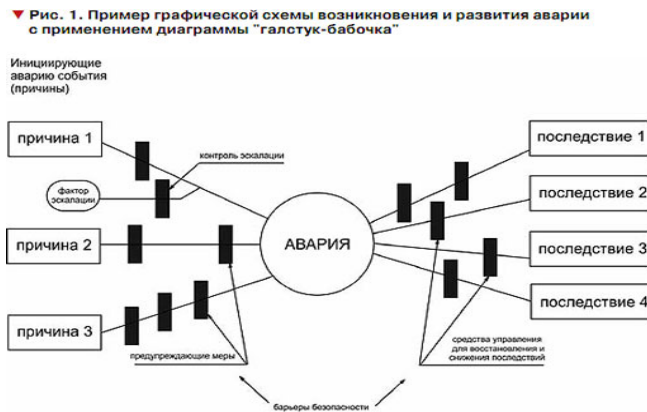 ▼ Рис. 1. Пример графической схемы возникновения и развития аварии
с применением диаграммы "галстук-бабочка"
Инициирующие
аварию события
(причины)
причина 1
контроль эскалации
фактор
эскалации
причина 2
причина 3
предупреждающие меры
АВАРИЯ
последствие 1
последствие 2
последствие 3
последствие 4
средства управления
для восстановления и
снижения последствий
барьеры безопасности